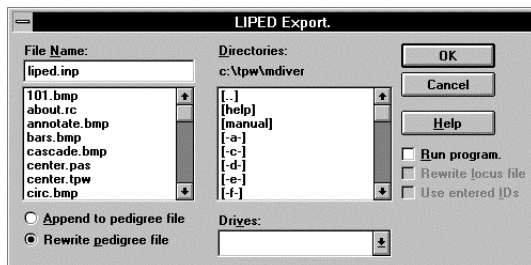 LIPED Export.
File Name:
liped.inp
101.bmp
about.rc
annotate.bmp
bars.bmp
cascade.bmp
center.pas
center.tpw
circ.bmp
Append to pedigree file
Rewrite pedigree file
Directories:
c:\tpw\mdiver
[..]
[help]
[manual]
[-a-]
[-c-]
[-d-]
[-e-]
[-f-]
Drives:
OK
Cancel
Help
Run program.
Rewrite locus file
Use entered IDs